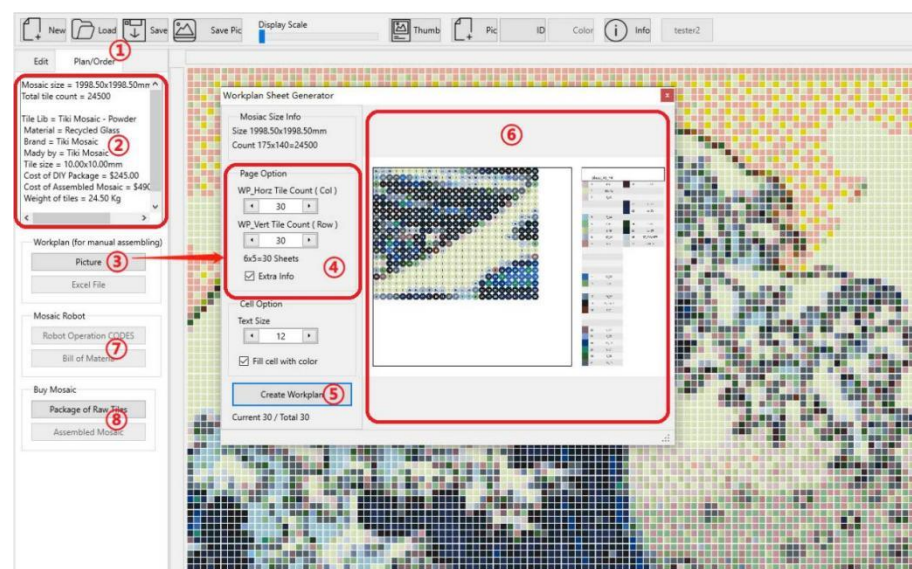 New
Load
Save
Save Pic
Display Scale
Thumb
Pic
ID
Color
Info
tester2
①
Edit
Plan/Order
Mosaic size = 1998.50x1998.50mm
Total tile count = 24500
Tile Lib = Tiki Mosaic - Powder
Material = Recycled Glass
②
Brand = Tiki Mosaic
Mady by = Tiki Mosaic
Tile size = 10.00x10.00mm
Cost of DIY Package = $245.00
Cost of Assembled Mosaic = $490
Weight of tiles = 24.50 Kg
Workplan (for manual assembling)
Picture
③
Excel File
Mosaic Robot
Robot Operation CODES
⑦
Bill of Materi
Buy Mosaic
Package of Raw Tiles
⑧
Assembled Mosaic
Workplan Sheet Generator
Mosiac Size Info
Size 1998.50x1998.50mm
Count 175x140=24500
Page Option
WP_Horz Tile Count ( Col )
30
WP_Vert Tile Count ( Row )
30
6x5=30 Sheets
④
Extra Info
Cell Option
Text Size
12
Fill cell with color
Create Workplan
⑤
Current 30 / Total 30
⑥